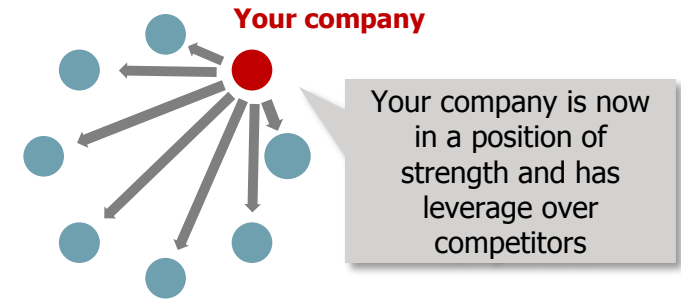 Your company
Your company is now
in a position of
strength and has
leverage over
competitors